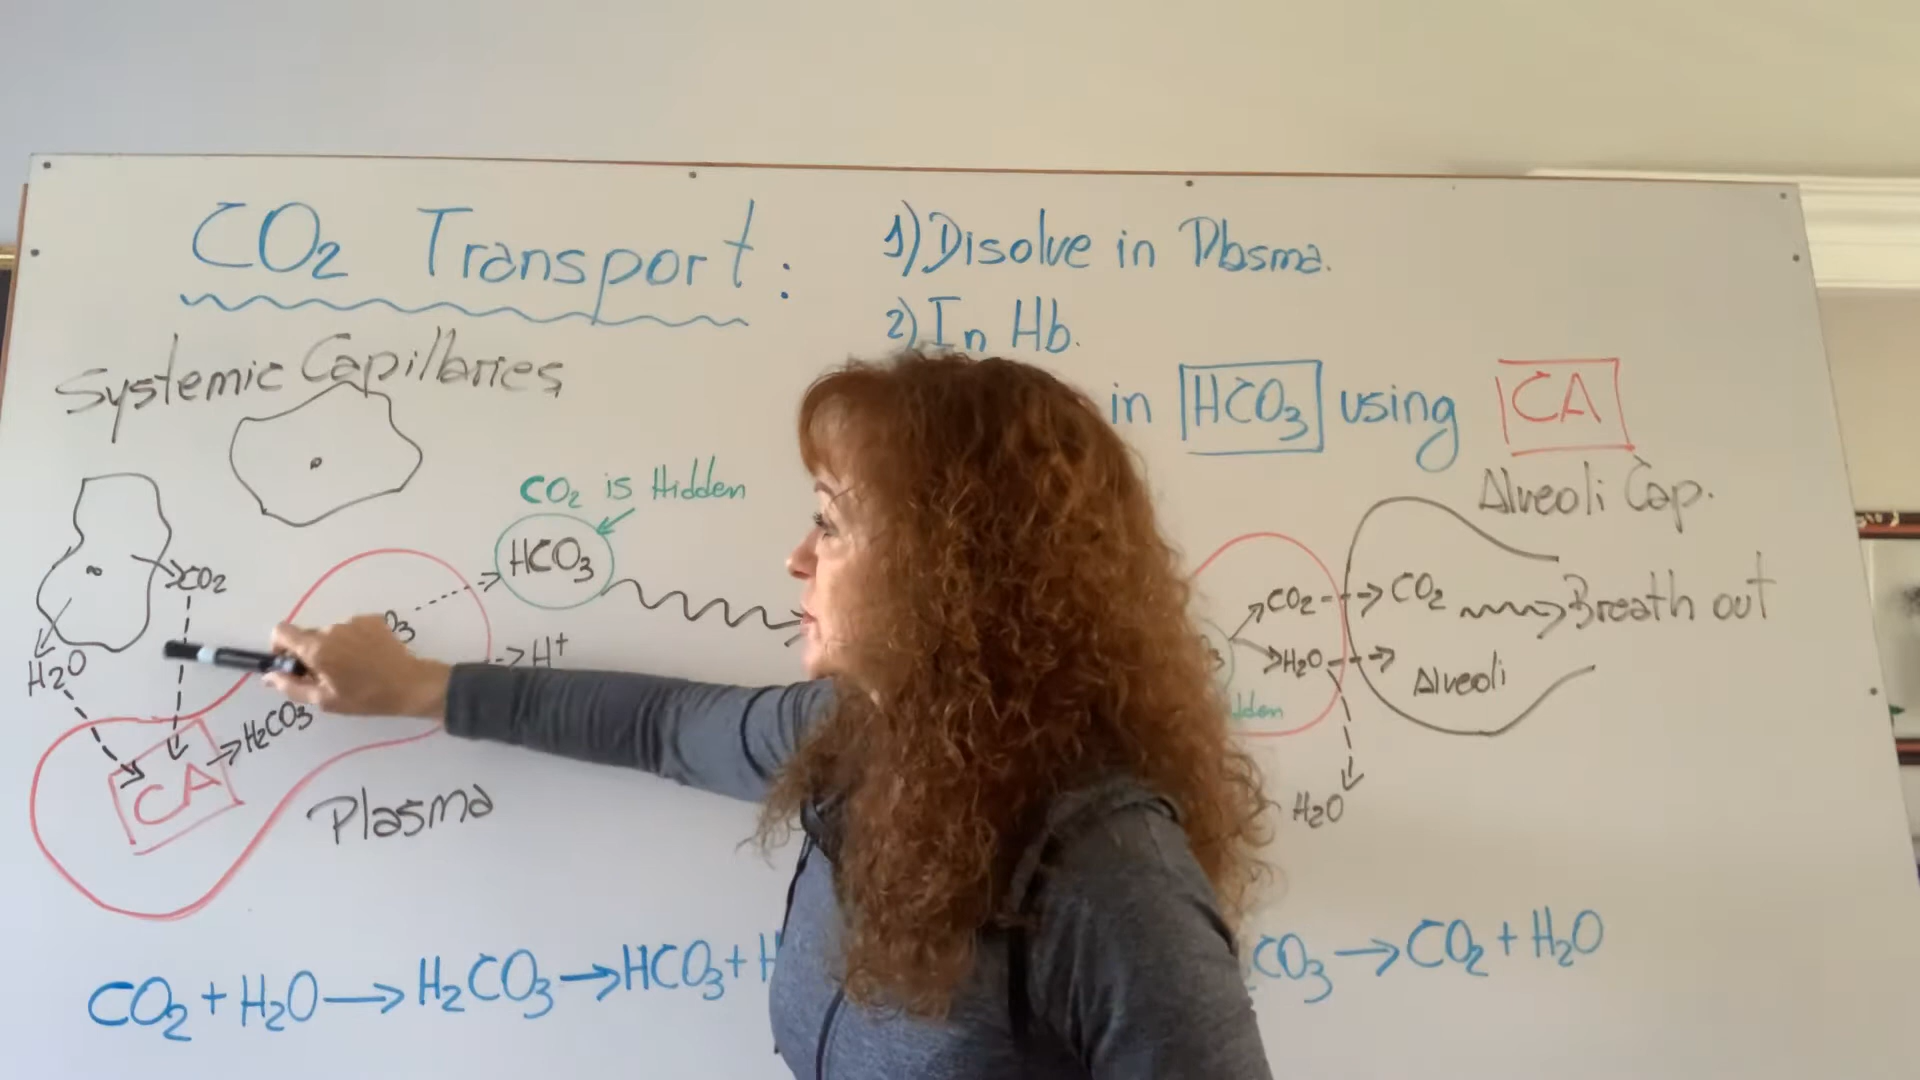 CO2 Transport:
1) Disolve in Plasma.
2) In Hb.
in HCO3 using CA
Systemic Capillaries
Alveoli Cap.
CO2 is Hidden
HCO3
CO2
H2O
H+
CA → H2CO3
Plasma
CO2 → CO2 → Breath out
H2O → Alveoli
H2O
CO2 + H2O → H2CO3 → HCO3 + H
CO3 → CO2 + H2O